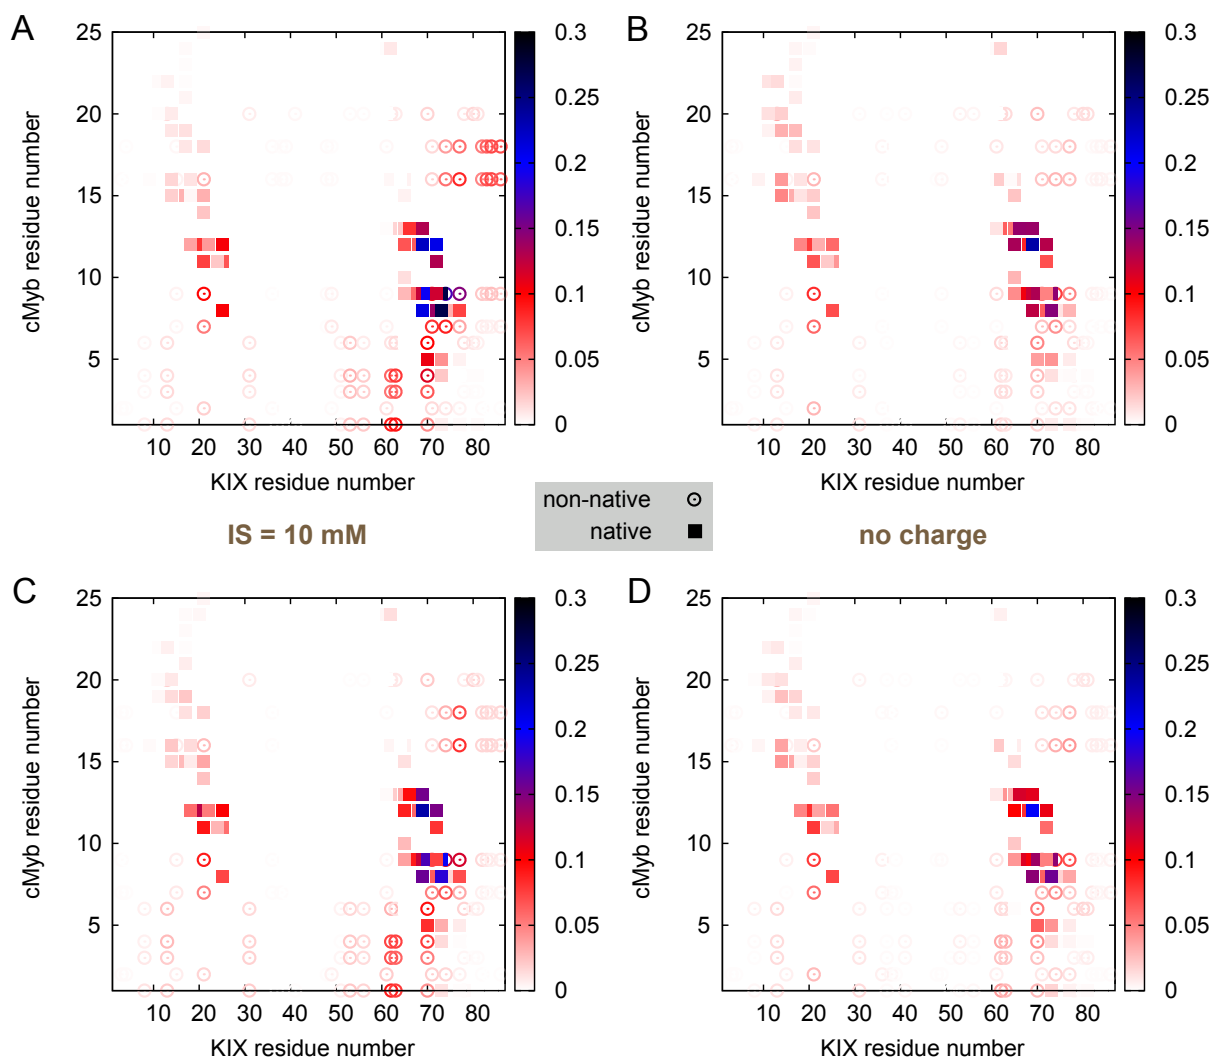 A
25
20
15
10
5
10 20 30 40 50 60 70 80
KIX residue number
cMyb residue number
0.3
0.25
0.2
0.15
0.1
0.05
0
B
25
20
15
10
5
10 20 30 40 50 60 70 80
KIX residue number
cMyb residue number
0.3
0.25
0.2
0.15
0.1
0.05
0
IS = 10 mM
non-native
native
no charge
C
25
20
15
10
5
10 20 30 40 50 60 70 80
KIX residue number
cMyb residue number
0.3
0.25
0.2
0.15
0.1
0.05
0
D
25
20
15
10
5
10 20 30 40 50 60 70 80
KIX residue number
cMyb residue number
0.3
0.25
0.2
0.15
0.1
0.05
0